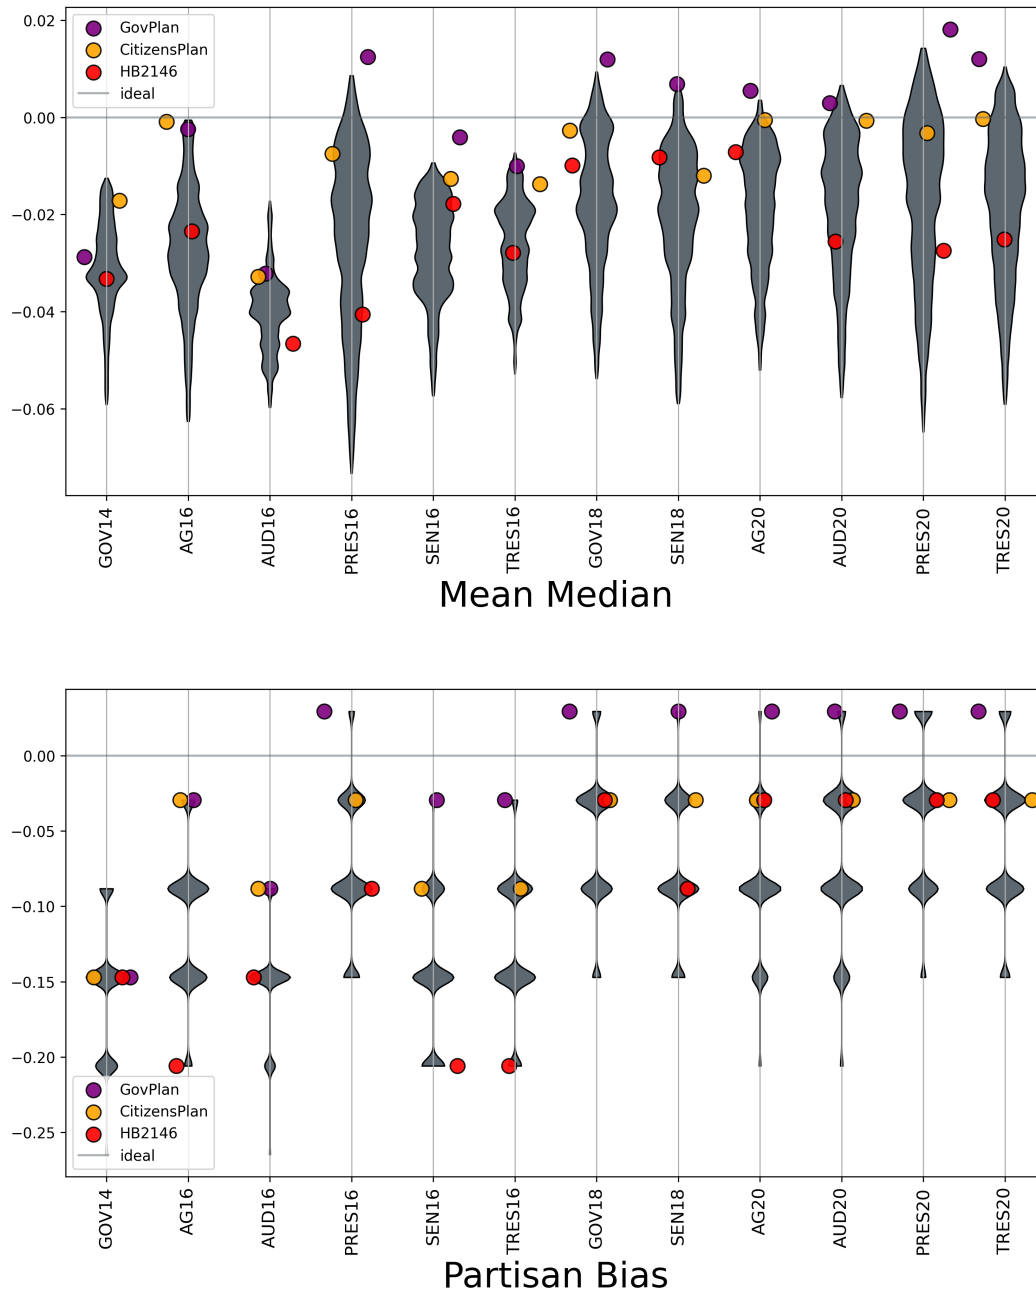 0.02
0.00
−0.02
−0.04
−0.06
GovPlan
CitizensPlan
HB2146
ideal
GOV14
AG16
AUD16
PRES16
SEN16
TRES16
GOV18
SEN18
AG20
AUD20
PRES20
TRES20
Mean Median
0.00
−0.05
−0.10
−0.15
−0.20
−0.25
GovPlan
CitizensPlan
HB2146
ideal
GOV14
AG16
AUD16
PRES16
SEN16
TRES16
GOV18
SEN18
AG20
AUD20
PRES20
TRES20
Partisan Bias